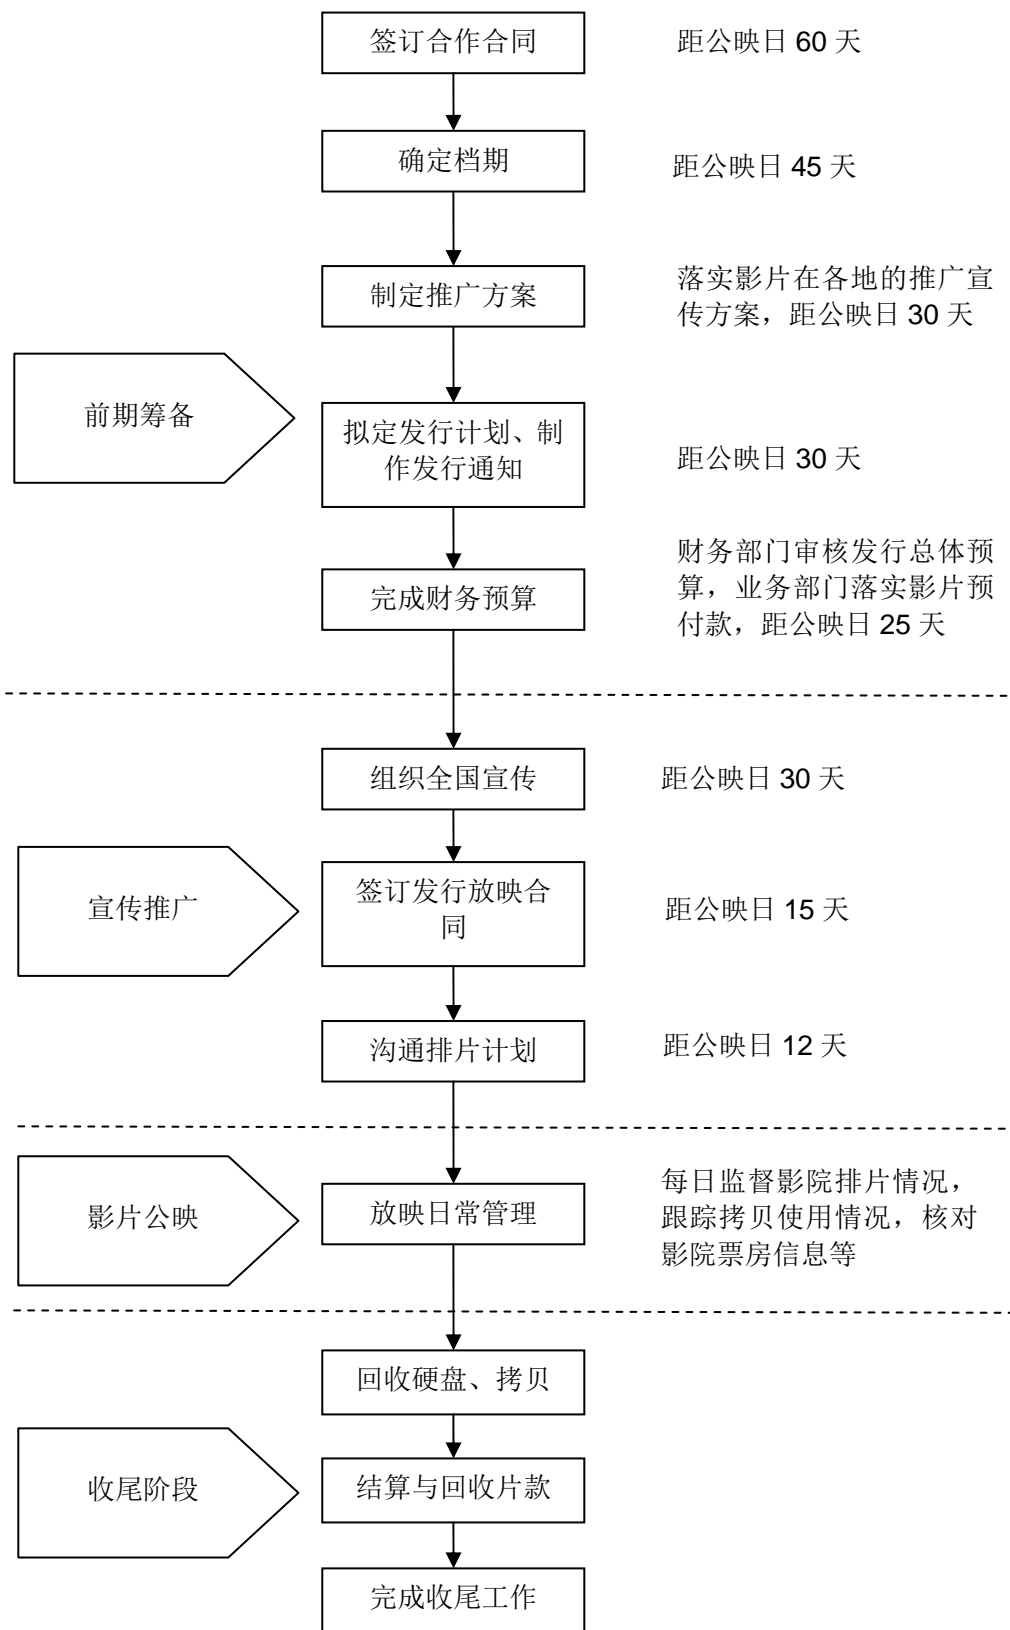 签订合作合同
距公映日 60 天
确定档期
距公映日 45 天
制定推广方案
落实影片在各地的推广宣
传方案，距公映日 30 天
前期筹备
拟定发行计划、制
作发行通知
距公映日 30 天
完成财务预算
财务部门审核发行总体预
算，业务部门落实影片预
付款，距公映日 25 天
组织全国宣传
距公映日 30 天
宣传推广
签订发行放映合
同
距公映日 15 天
沟通排片计划
距公映日 12 天
影片公映
放映日常管理
每日监督影院排片情况，
跟踪拷贝使用情况，核对
影院票房信息等
回收硬盘、拷贝
收尾阶段
结算与回收片款
完成收尾工作